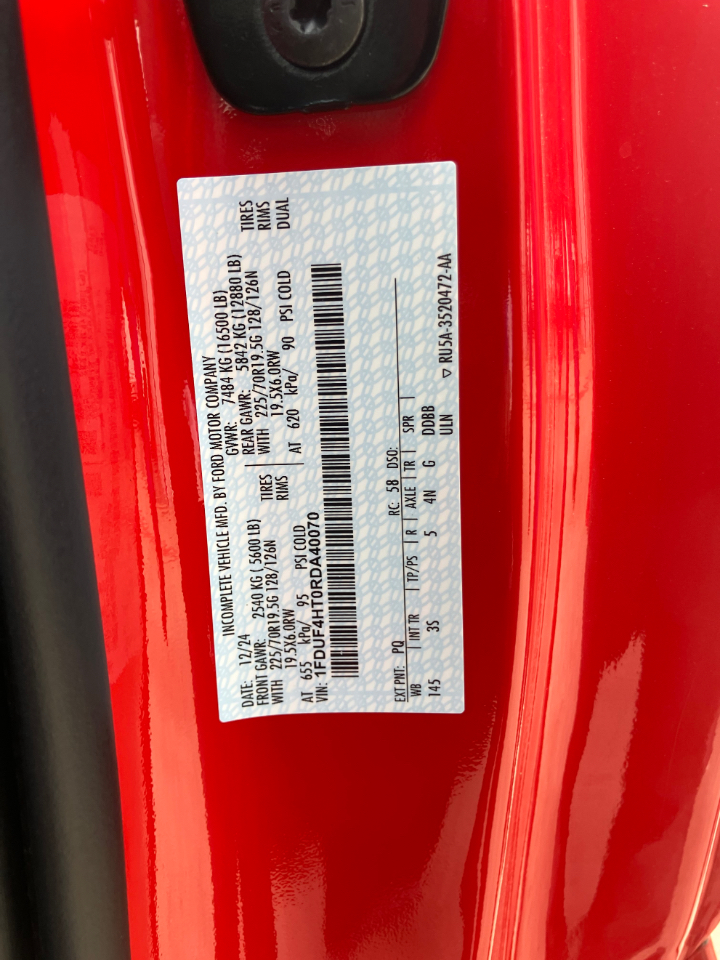 INCOMPLETE VEHICLE MFD. BY FORD MOTOR COMPANY
DATE: 12/24 GVWR: 7484 KG (16500 LB)
FRONT GAWR: 2540 KG ( 5600 LB) REAR GAWR: 5842 KG (12880 LB)
WITH 225/70R19.5G 128/126N TIRES WITH 225/70R19.5G 128/126N TIRES
19.5X6.0RW RIMS 19.5X6.0RW RIMS
AT 655 kPa/ 95 PSI COLD AT 620 kPa/ 90 PSI COLD DUAL
VIN: 1FDUF4HT0RDA40070
EXT PNT: PQ RC: 58 DSO:
WB INT TR TP/PS R AXLE TR SPR
145 3S 5 4N G DDBB
ULN
▽ RU5A-3520472-AA